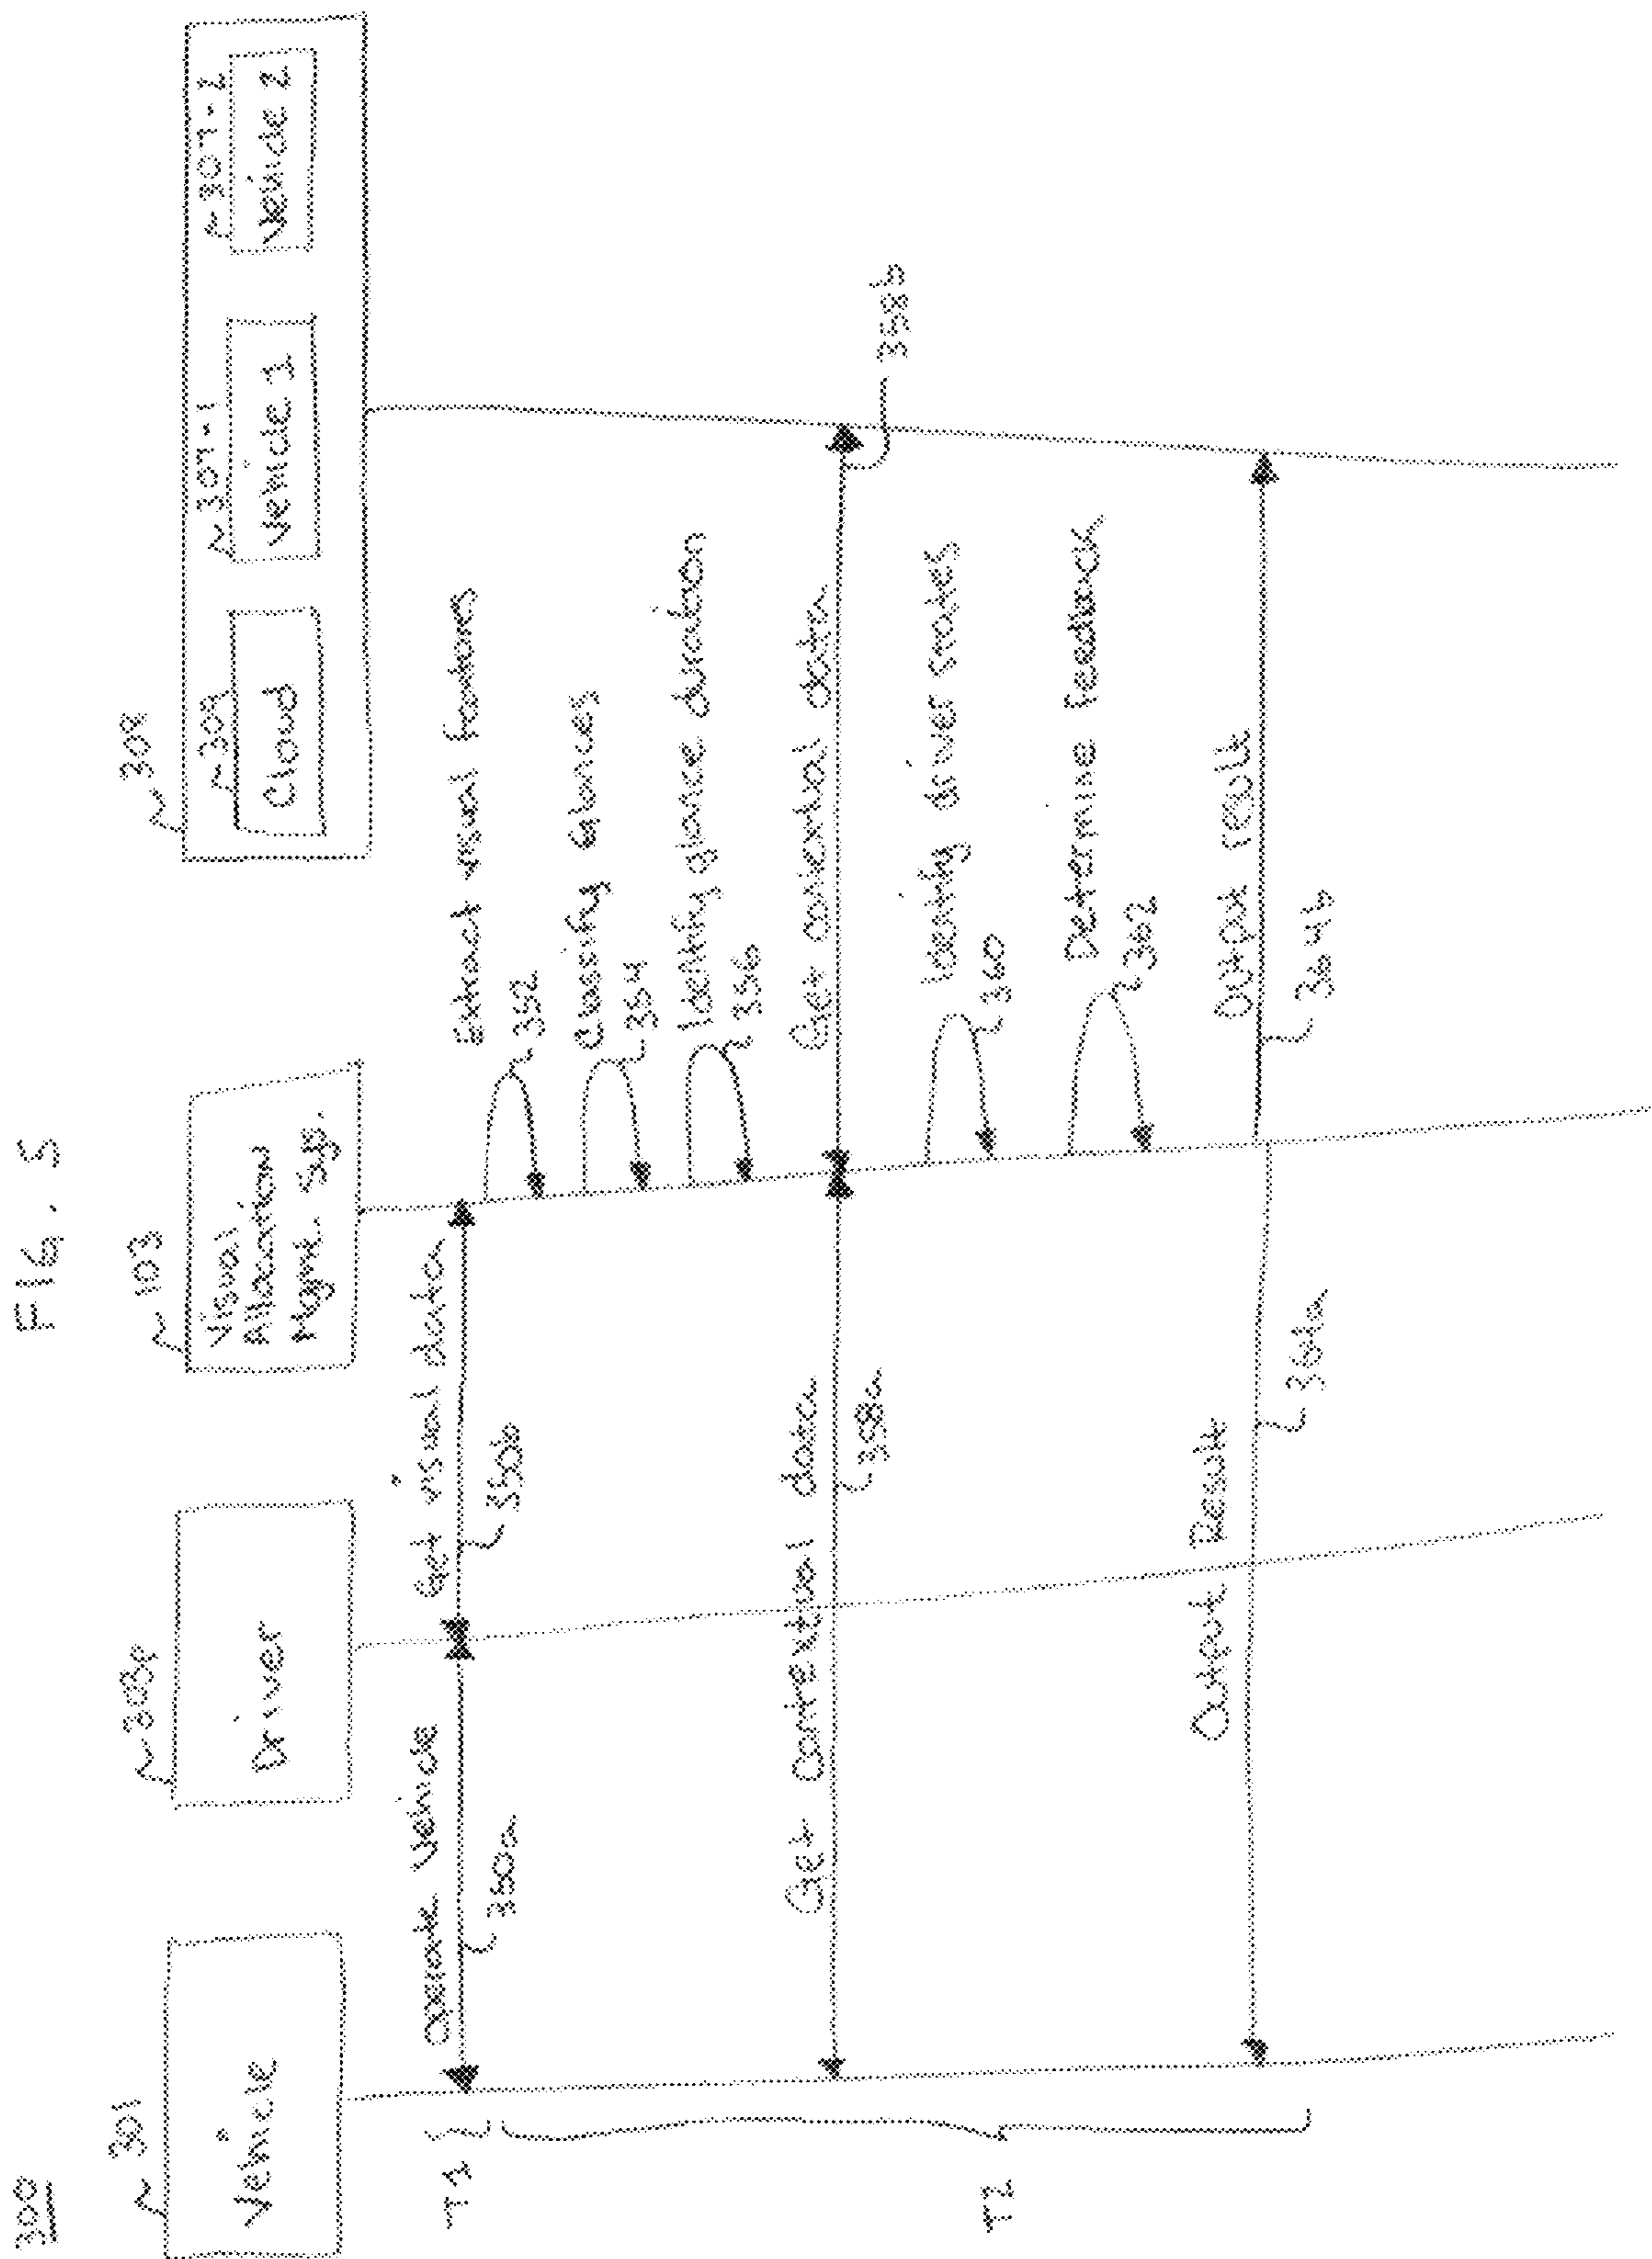 FIG. 5
300
301
Vehicle
303p
Driver
103
Visual
Allocation
Mgmt. Sys.
308
309
Cloud
307-1
Vehicle 1
307-2
Vehicle 2
T1
operate vehicle
350a
get visual data
350b
Extract visual features
352
Classify glances
354
Identify glance duration
356
T2
Get contextual data
358a
Get contextual data
358b
Identify driver states
360
Determine feedback
362
Output Result
364a
Output result
364b